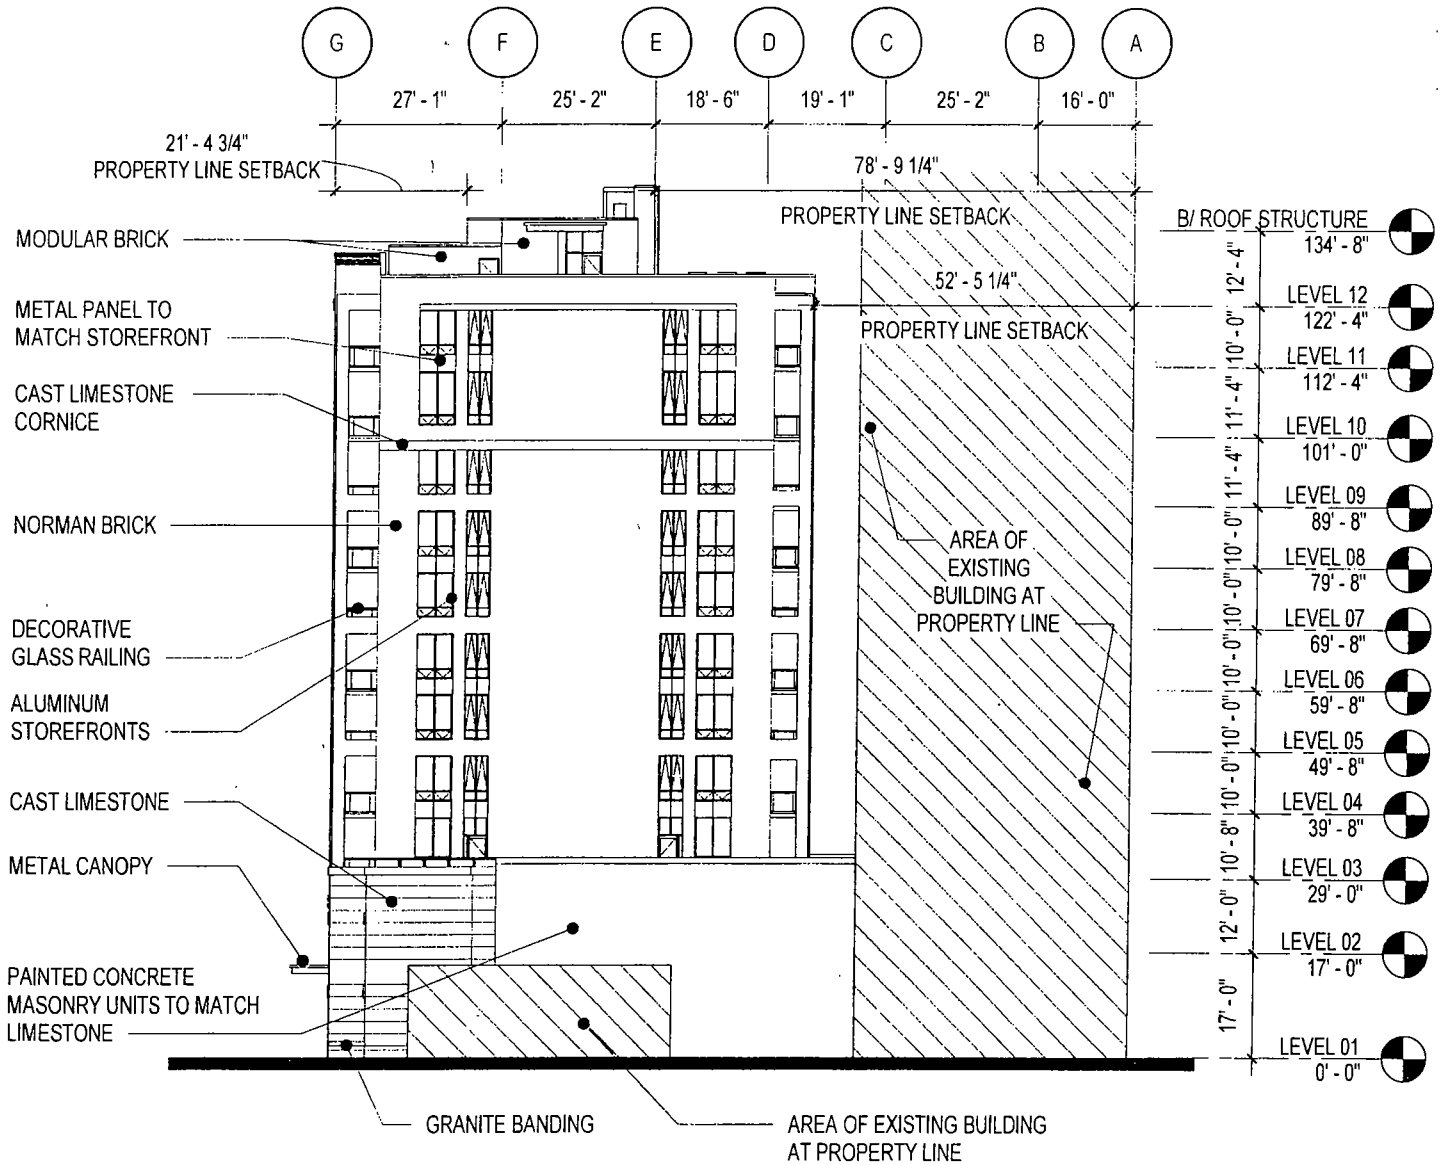 G F E D C B A
27' - 1" 25' - 2" 18' - 6" 19' - 1" 25' - 2" 16' - 0"
21' - 4 3/4"
PROPERTY LINE SETBACK
78' - 9 1/4"
PROPERTY LINE SETBACK
52' - 5 1/4"
PROPERTY LINE SETBACK
MODULAR BRICK
METAL PANEL TO
MATCH STOREFRONT
CAST LIMESTONE
CORNICE
NORMAN BRICK
DECORATIVE
GLASS RAILING
ALUMINUM
STOREFRONTS
CAST LIMESTONE
METAL CANOPY
PAINTED CONCRETE
MASONRY UNITS TO MATCH
LIMESTONE
GRANITE BANDING
AREA OF EXISTING BUILDING
AT PROPERTY LINE
AREA OF
EXISTING
BUILDING AT
PROPERTY LINE
B/ ROOF STRUCTURE
134' - 8"
12' - 4"
LEVEL 12
122' - 4"
10' - 0"
LEVEL 11
112' - 4"
11' - 4"
LEVEL 10
101' - 0"
11' - 4"
LEVEL 09
89' - 8"
10' - 0"
LEVEL 08
79' - 8"
10' - 0"
LEVEL 07
69' - 8"
10' - 0"
LEVEL 06
59' - 8"
10' - 0"
LEVEL 05
49' - 8"
10' - 0"
LEVEL 04
39' - 8"
10' - 8"
LEVEL 03
29' - 0"
12' - 0"
LEVEL 02
17' - 0"
17' - 0"
LEVEL 01
0' - 0"